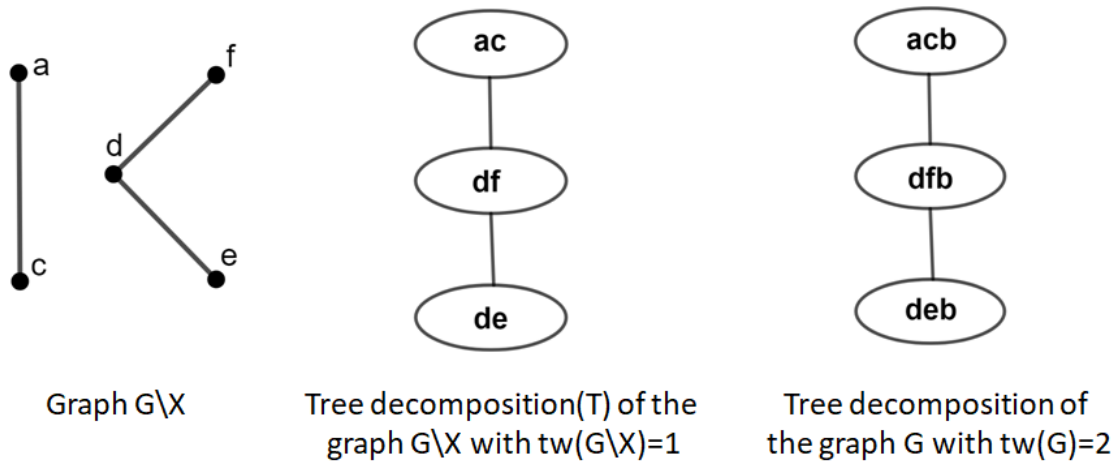 a
f
d
c
e
ac
df
de
acb
dfb
deb
Graph G\X
Tree decomposition(T) of the
graph G\X with tw(G\X)=1
Tree decomposition of
the graph G with tw(G)=2